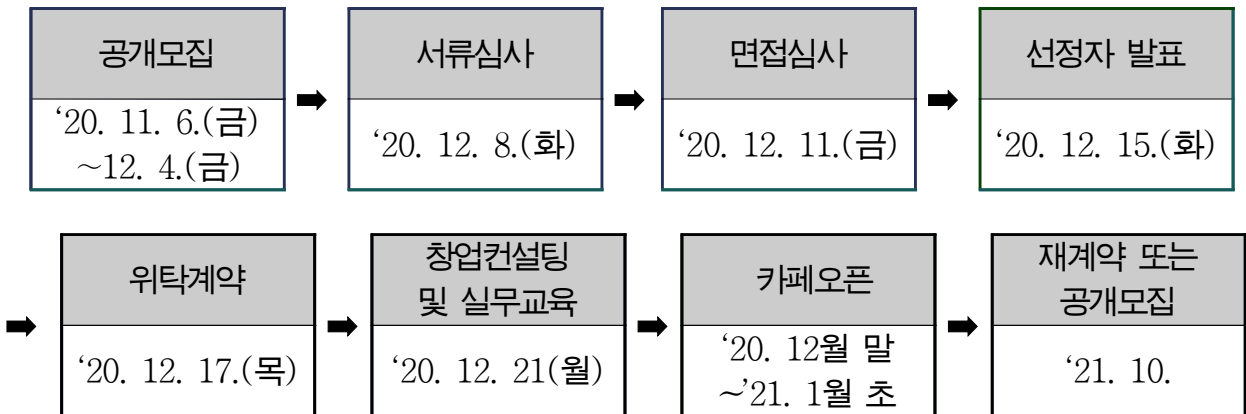 공개모집
‘20. 11. 6.(금)
~12. 4.(금)
서류심사
‘20. 12. 8.(화)
면접심사
‘20. 12. 11.(금)
선정자 발표
‘20. 12. 15.(화)
위탁계약
‘20. 12. 17.(목)
창업컨설팅
및 실무교육
‘20. 12. 21(월)
카페오픈
‘20. 12월 말
~’21. 1월 초
재계약 또는
공개모집
‘21. 10.